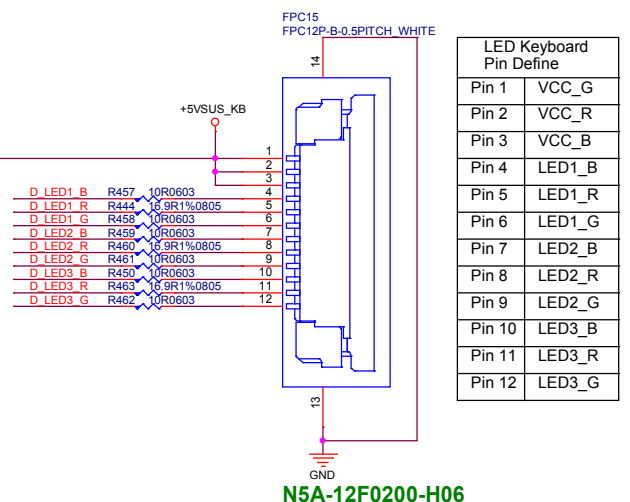 FPC15
FPC12P-B-0.5PITCH_WHITE
14
+5VSUS_KB
1
2
3
D_LED1_B R457 10R0603 4
D_LED1_R R444 16.9R1%0805 5
D_LED1_G R458 10R0603 6
D_LED2_B R459 10R0603 7
D_LED2_R R460 16.9R1%0805 8
D_LED2_G R461 10R0603 9
D_LED3_B R450 10R0603 10
D_LED3_R R463 16.9R1%0805 11
D_LED3_G R462 10R0603 12
13
GND
N5A-12F0200-H06
LED Keyboard
Pin Define
Pin 1 VCC_G
Pin 2 VCC_R
Pin 3 VCC_B
Pin 4 LED1_B
Pin 5 LED1_R
Pin 6 LED1_G
Pin 7 LED2_B
Pin 8 LED2_R
Pin 9 LED2_G
Pin 10 LED3_B
Pin 11 LED3_R
Pin 12 LED3_G